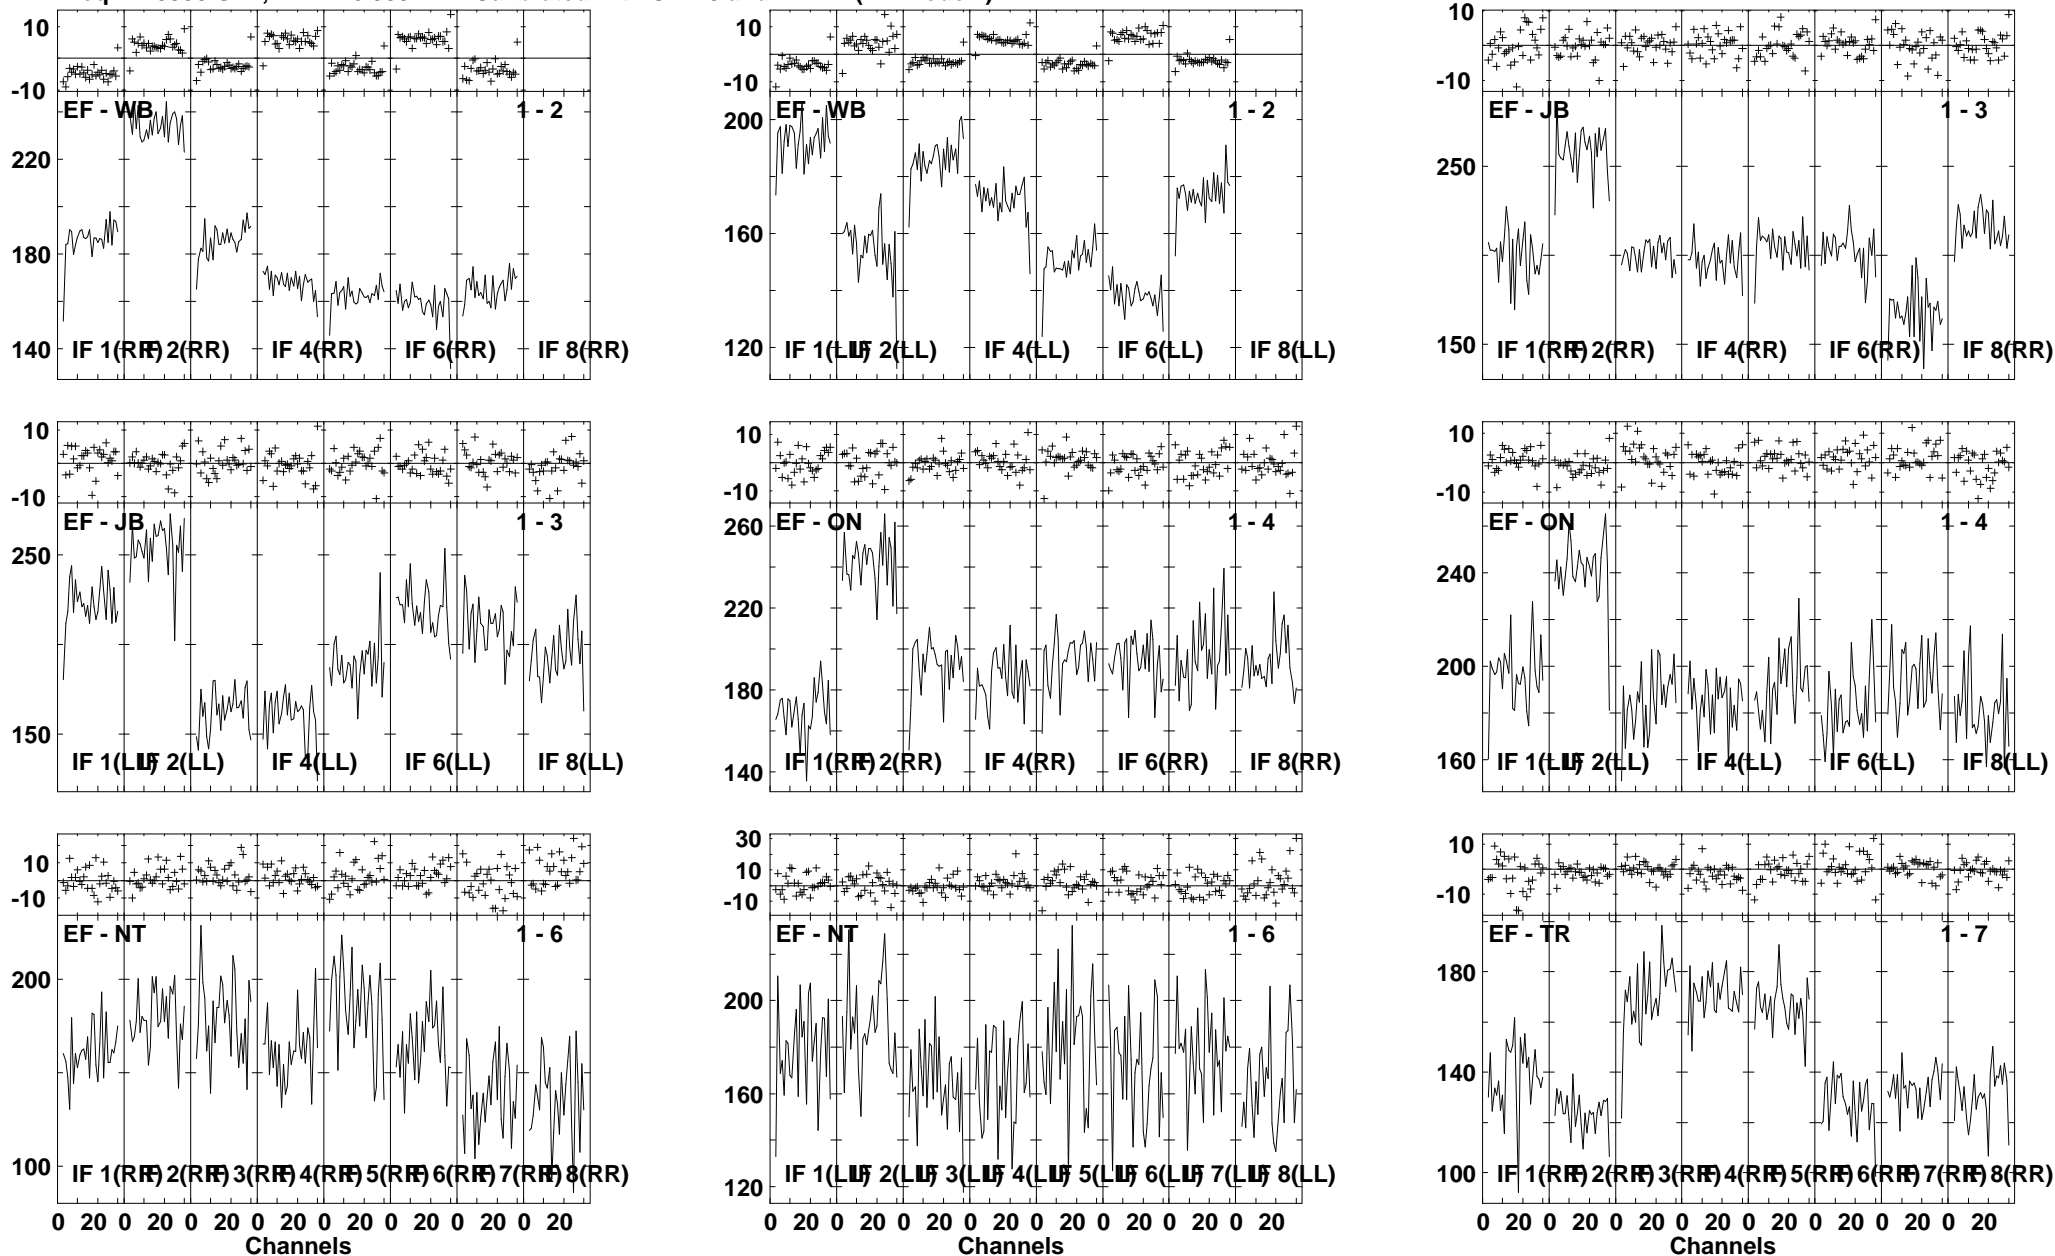 10
-10
EF - WB 1 - 2
220
180
140
IF 1(RR) IF 2(RR) IF 4(RR) IF 6(RR) IF 8(RR)
10
-10
EF - WB 1 - 2
200
160
120
IF 1(LL) IF 2(LL) IF 4(LL) IF 6(LL) IF 8(LL)
10
-10
EF - JB 1 - 3
250
150
IF 1(RR) IF 2(RR) IF 4(RR) IF 6(RR) IF 8(RR)
10
-10
EF - JB 1 - 3
250
150
IF 1(LL) IF 2(LL) IF 4(LL) IF 6(LL) IF 8(LL)
10
-10
EF - ON 1 - 4
260
220
180
140
IF 1(RR) IF 2(RR) IF 4(RR) IF 6(RR) IF 8(RR)
10
-10
EF - ON 1 - 4
240
200
160
IF 1(LL) IF 2(LL) IF 4(LL) IF 6(LL) IF 8(LL)
10
-10
EF - NT 1 - 6
200
100
IF 1(RR) IF 2(RR) IF 3(RR) IF 4(RR) IF 5(RR) IF 6(RR) IF 7(RR) IF 8(RR)
0 20 0 20 0 20 0 20 0 20 0 20 0 20 0 20
Channels
30
10
-10
EF - NT 1 - 6
200
160
120
IF 1(LL) IF 2(LL) IF 3(LL) IF 4(LL) IF 5(LL) IF 6(LL) IF 7(LL) IF 8(LL)
0 20 0 20 0 20 0 20 0 20 0 20 0 20 0 20
Channels
10
-10
EF - TR 1 - 7
180
140
100
IF 1(RR) IF 2(RR) IF 3(RR) IF 4(RR) IF 5(RR) IF 6(RR) IF 7(RR) IF 8(RR)
0 20 0 20 0 20 0 20 0 20 0 20 0 20 0 20
Channels